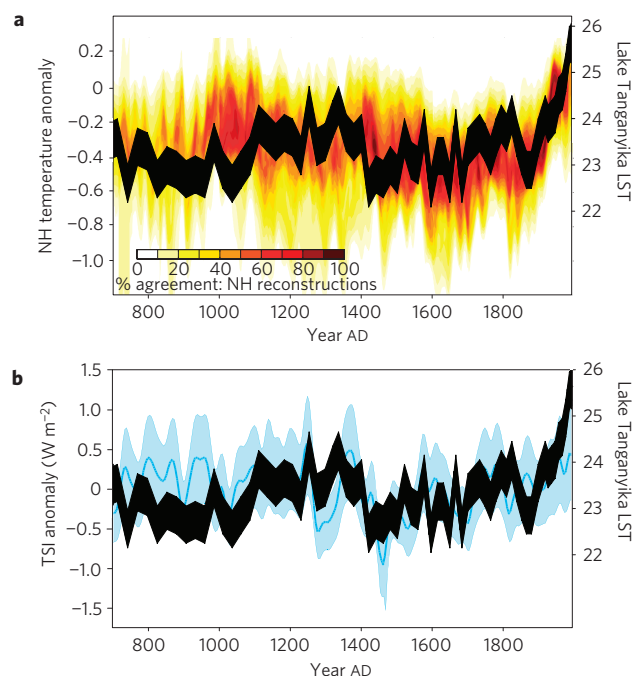 a
0.2
0
−0.2
−0.4
−0.6
−0.8
−1.0
NH temperature anomaly
26
25
24
23
22
Lake Tanganyika LST
0 20 40 60 80 100
% agreement: NH reconstructions
800 1000 1200 1400 1600 1800
Year AD
b
1.5
1.0
0.5
0
−0.5
−1.0
−1.5
TSI anomaly (W m−2)
26
25
24
23
22
Lake Tanganyika LST
800 1000 1200 1400 1600 1800
Year AD